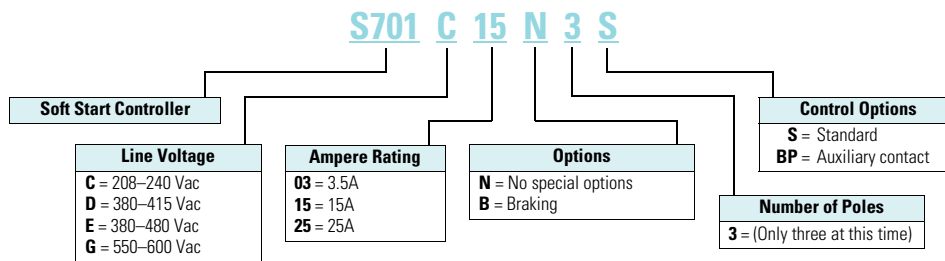 S701 C 15 N 3 S
Soft Start Controller
Line Voltage
C = 208–240 Vac
D = 380–415 Vac
E = 380–480 Vac
G = 550–600 Vac
Ampere Rating
03 = 3.5A
15 = 15A
25 = 25A
Options
N = No special options
B = Braking
Number of Poles
3 = (Only three at this time)
Control Options
S = Standard
BP = Auxiliary contact